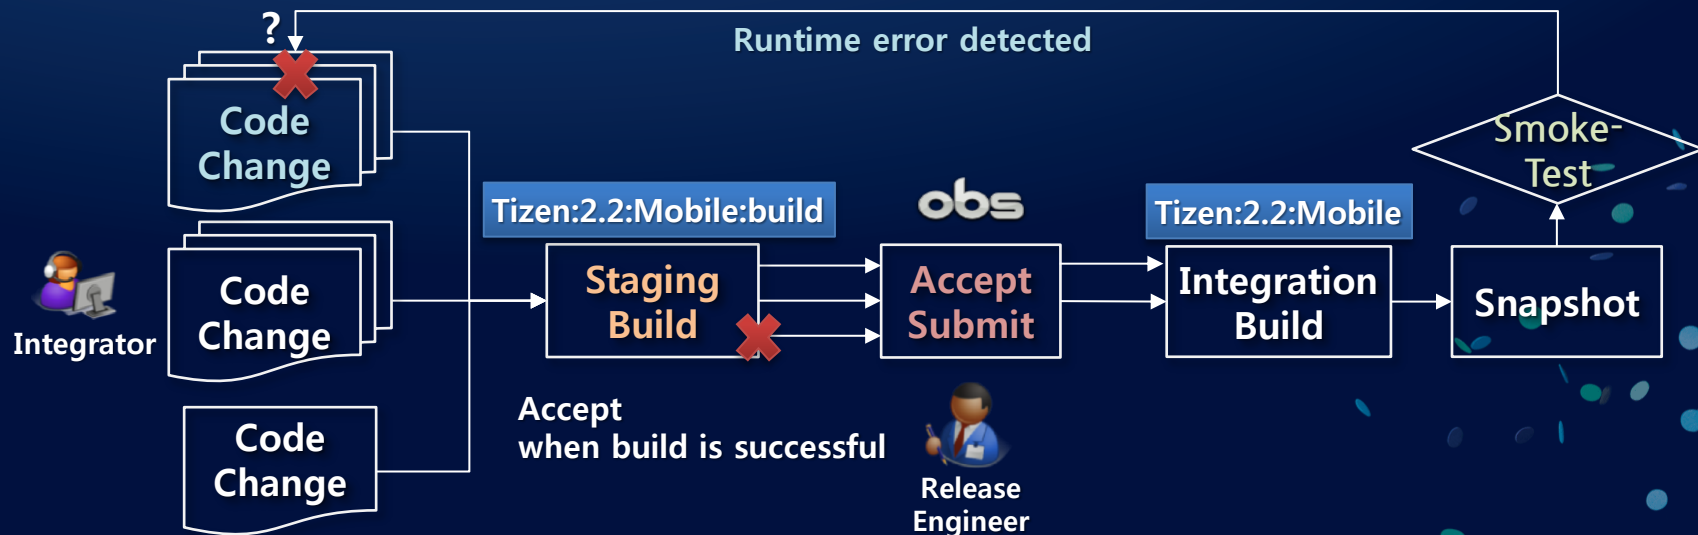 ?
Runtime error detected
Code
Change
Smoke-
Test
Tizen:2.2:Mobile:build
obs
Tizen:2.2:Mobile
Integrator
Code
Change
Staging
Build
Accept
Submit
Integration
Build
Snapshot
Code
Change
Accept
when build is successful
Release
Engineer